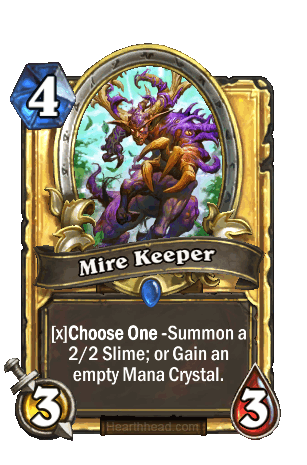 4
Mire Keeper
[x]Choose One -Summon a
2/2 Slime; or Gain an
empty Mana Crystal.
3
3
Hearthhead.com